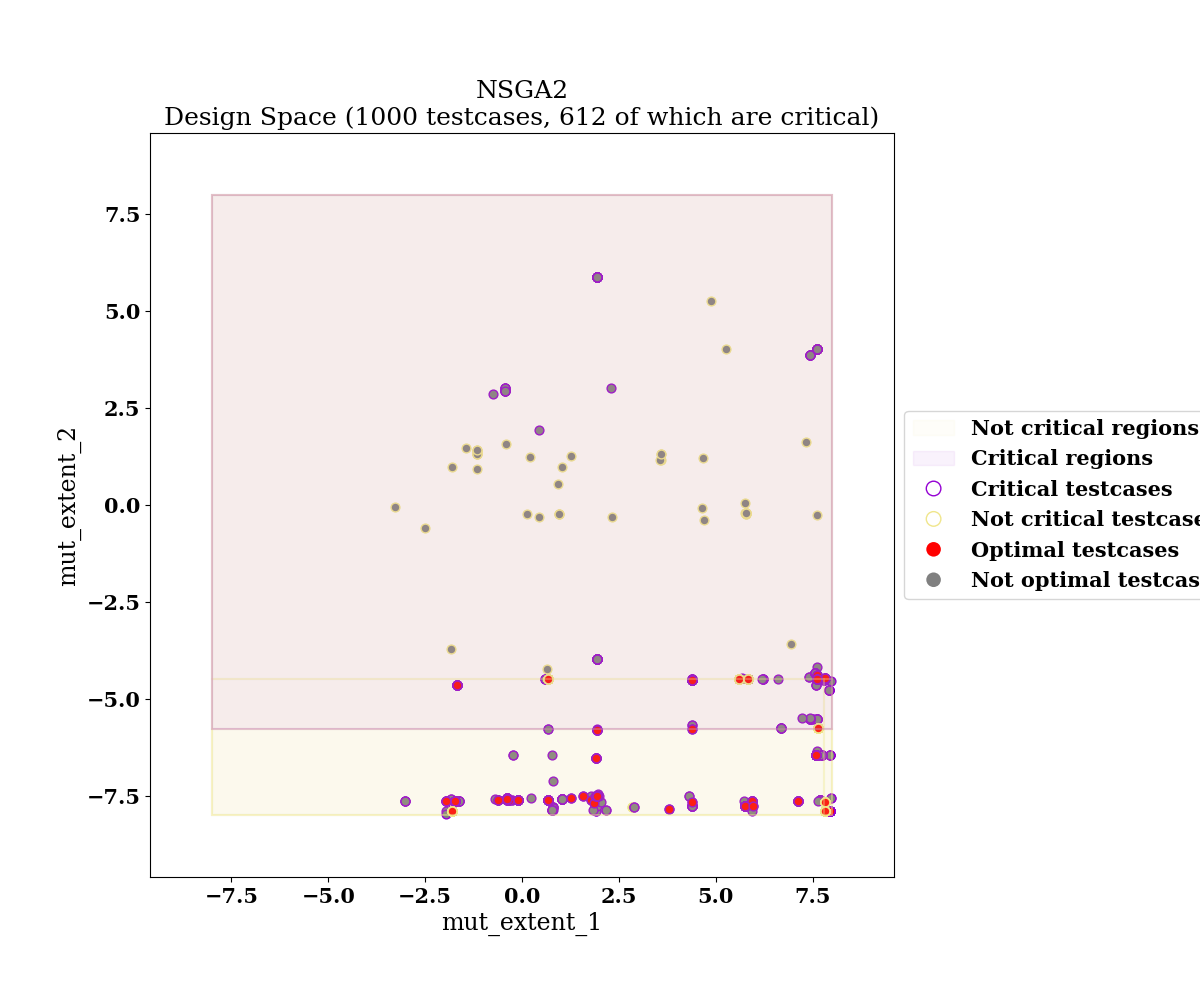 NSGA2
Design Space (1000 testcases, 612 of which are critical)
7.5
5.0
2.5
0.0
−2.5
−5.0
−7.5
mut_extent_2
−7.5
−5.0
−2.5
0.0
2.5
5.0
7.5
mut_extent_1
Not critical regions
Critical regions
Critical testcases
Not critical testcase
Optimal testcases
Not optimal testcas